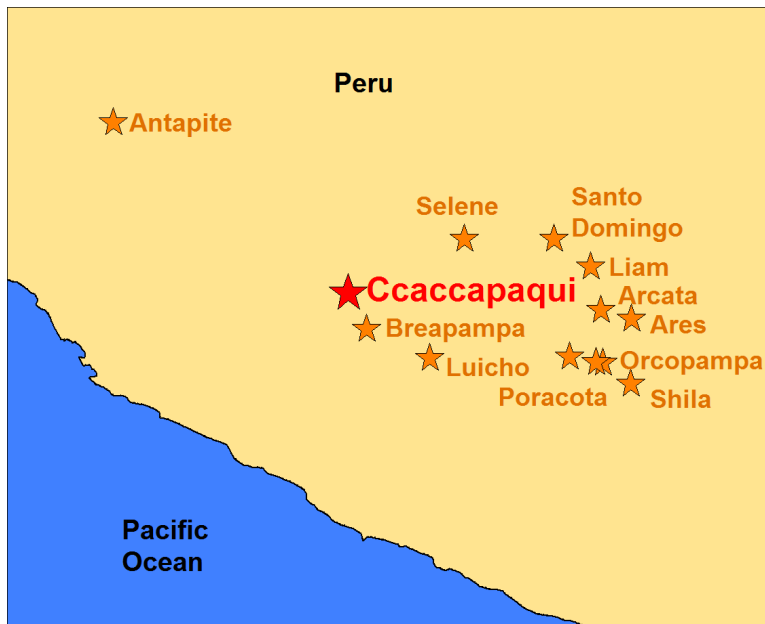 Peru
Antapite
Selene
Santo
Domingo
Liam
Ccaccapaqui
Arcata
Ares
Breapampa
Luicho
Orcopampa
Poracota
Shila
Pacific
Ocean